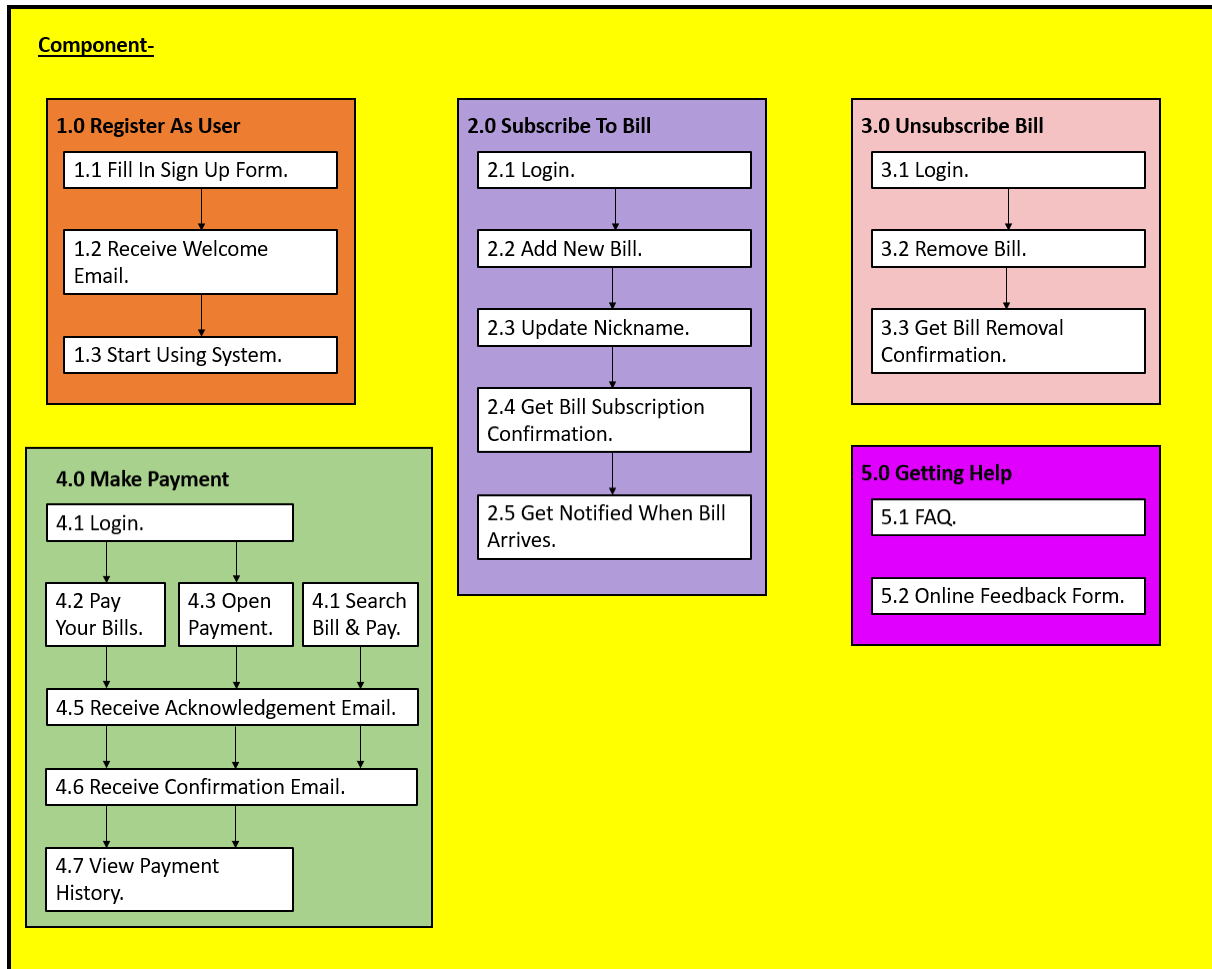 Component-
1.0 Register As User
1.1 Fill In Sign Up Form.
1.2 Receive Welcome
Email.
1.3 Start Using System.
2.0 Subscribe To Bill
2.1 Login.
2.2 Add New Bill.
2.3 Update Nickname.
2.4 Get Bill Subscription
Confirmation.
2.5 Get Notified When Bill
Arrives.
3.0 Unsubscribe Bill
3.1 Login.
3.2 Remove Bill.
3.3 Get Bill Removal
Confirmation.
4.0 Make Payment
4.1 Login.
4.2 Pay
Your Bills.
4.3 Open
Payment.
4.1 Search
Bill & Pay.
4.5 Receive Acknowledgement Email.
4.6 Receive Confirmation Email.
4.7 View Payment
History.
5.0 Getting Help
5.1 FAQ.
5.2 Online Feedback Form.